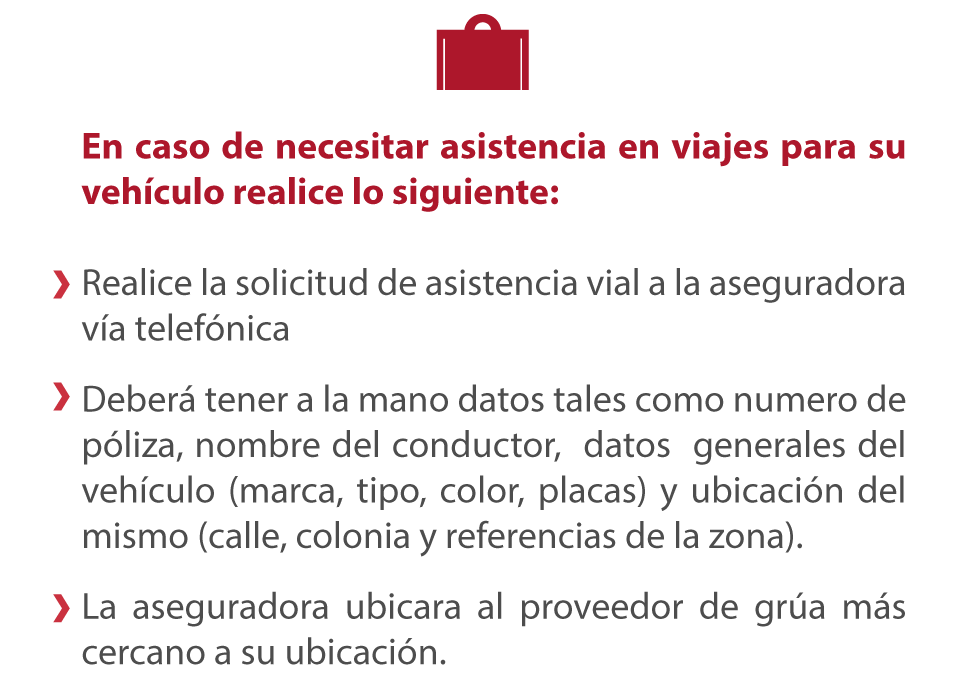 En caso de necesitar asistencia en viajes para su
vehículo realice lo siguiente:
❯ Realice la solicitud de asistencia vial a la aseguradora
vía telefónica
❯ Deberá tener a la mano datos tales como numero de
póliza, nombre del conductor, datos generales del
vehículo (marca, tipo, color, placas) y ubicación del
mismo (calle, colonia y referencias de la zona).
❯ La aseguradora ubicara al proveedor de grúa más
cercano a su ubicación.